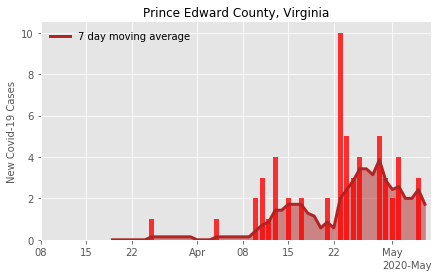 Prince Edward County, Virginia
7 day moving average
New Covid-19 Cases
10
8
6
4
2
0
08 15 22 Apr 08 15 22 May
2020-May